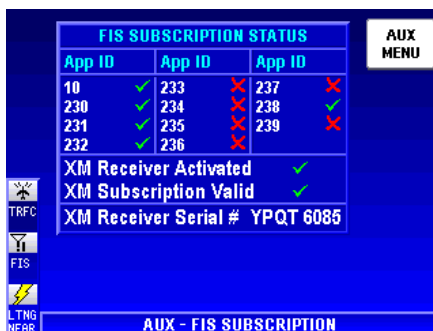 FIS SUBSCRIPTION STATUS
AUX
MENU
App ID App ID App ID
10 ✓ 233 ✗ 237 ✗
230 ✓ 234 ✗ 238 ✓
231 ✓ 235 ✗ 239 ✗
232 ✓ 236 ✗
XM Receiver Activated ✓
XM Subscription Valid ✓
XM Receiver Serial # YPQT 6085
TRFC
FIS
LTNG
NEAR
AUX - FIS SUBSCRIPTION